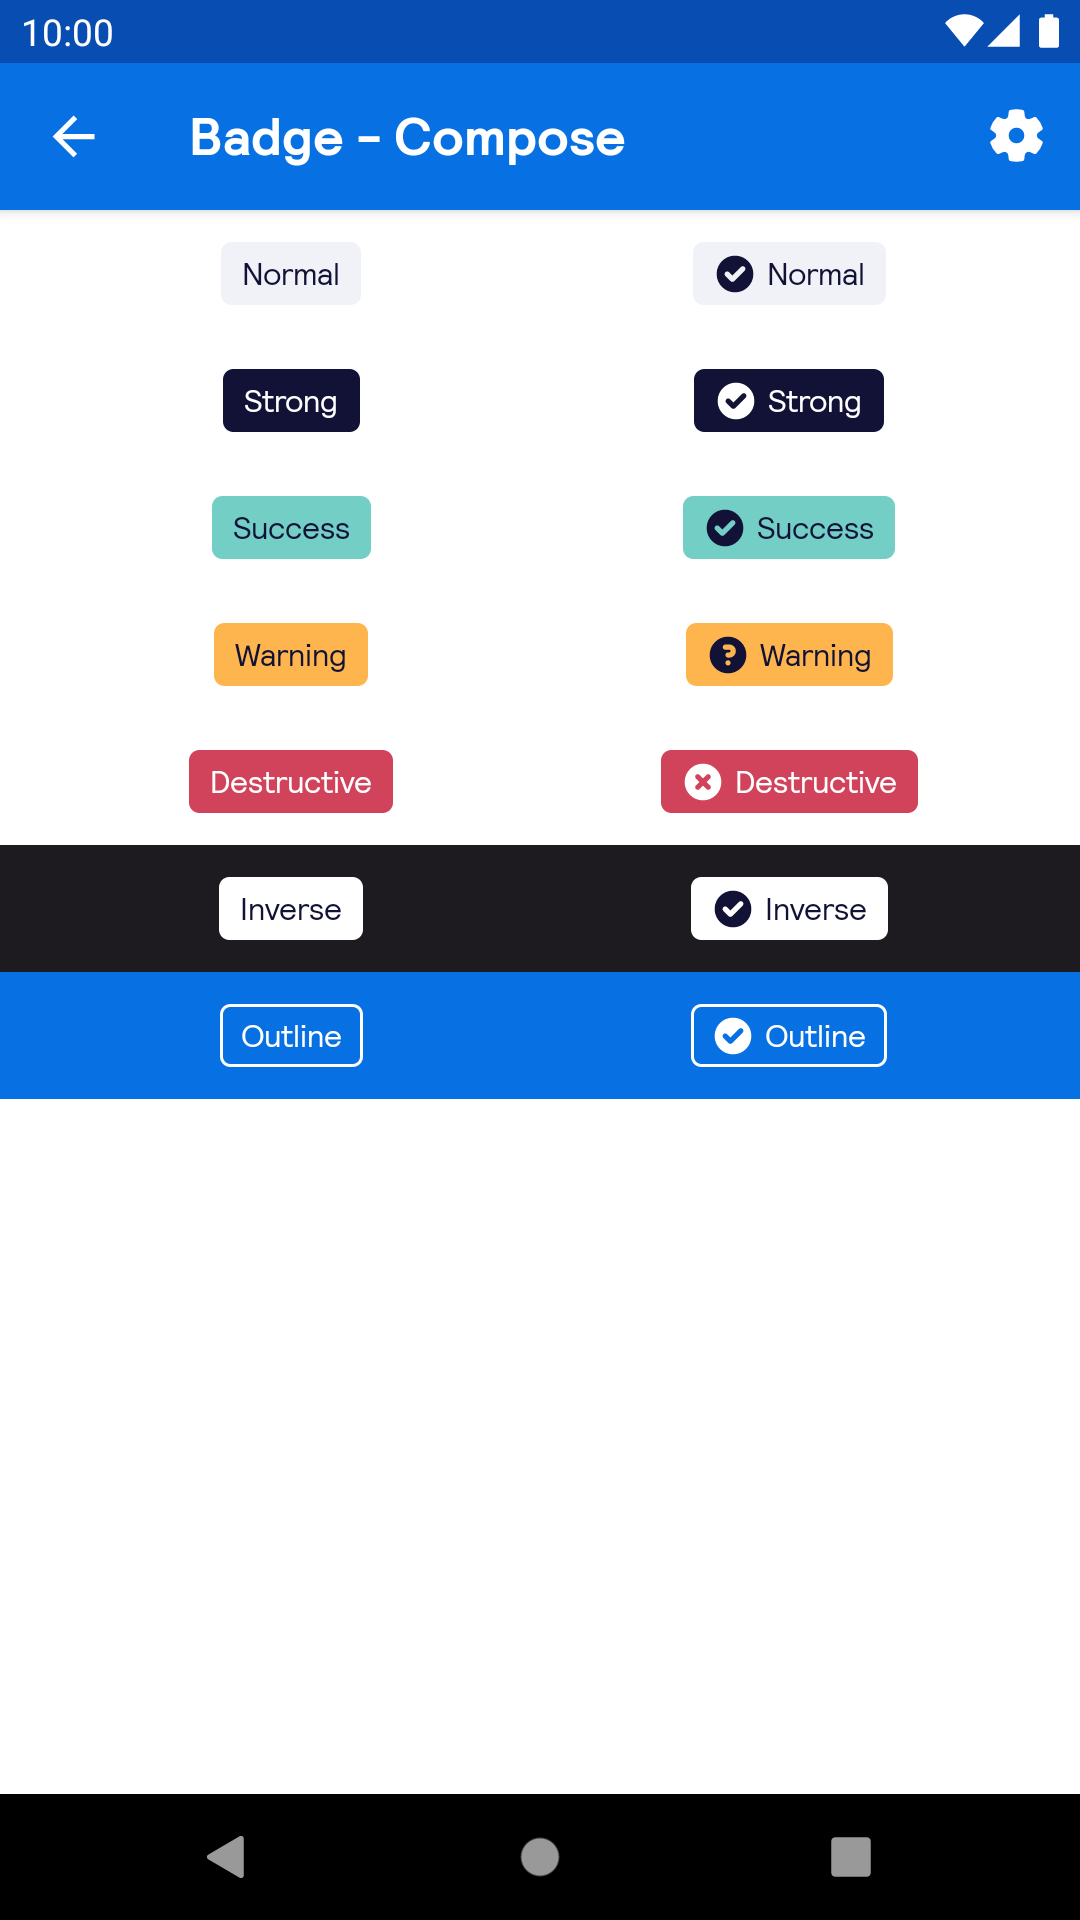 10:00
Badge - Compose
Normal Normal
Strong Strong
Success Success
Warning Warning
Destructive Destructive
Inverse Inverse
Outline Outline